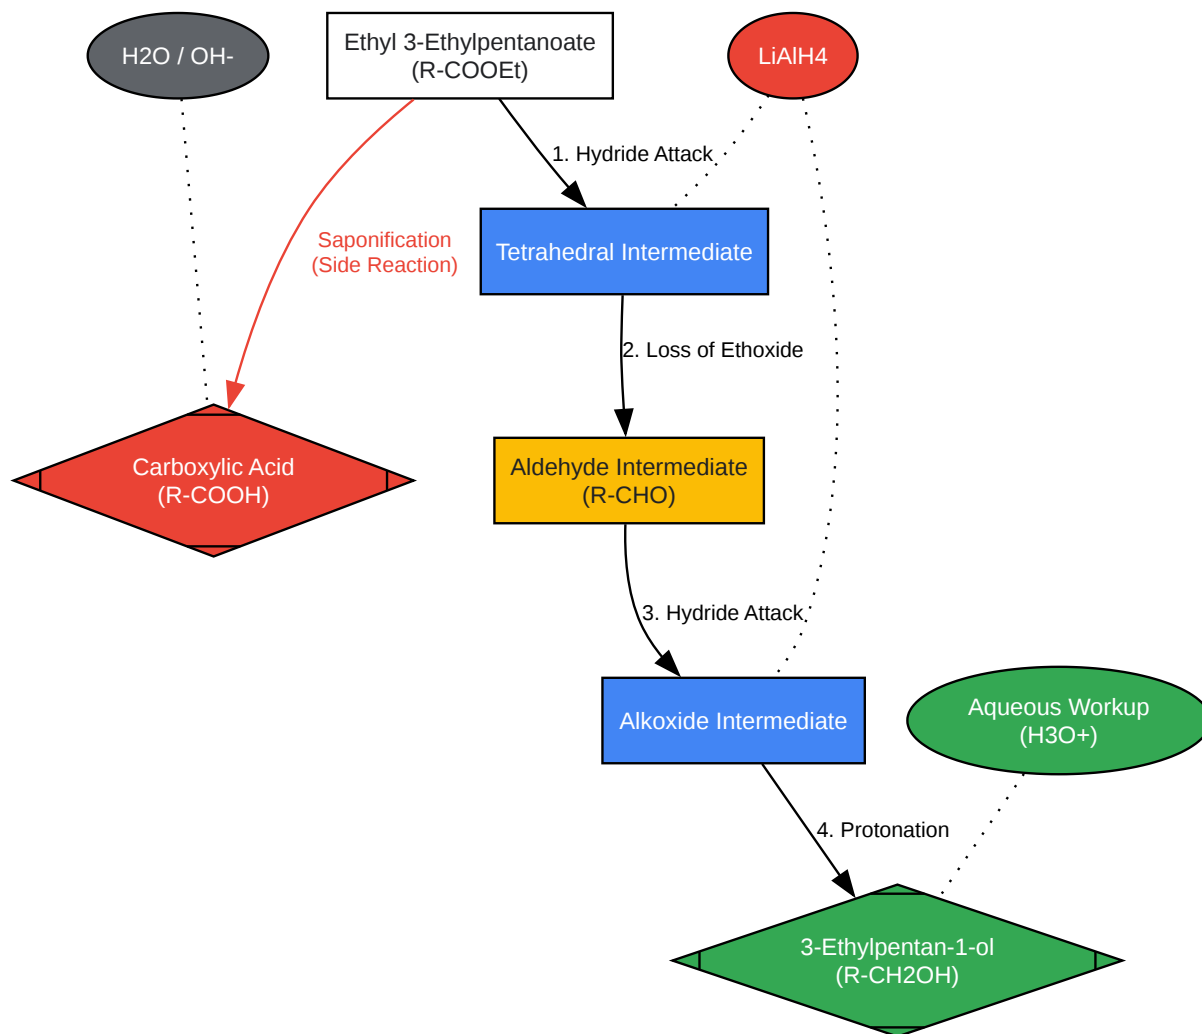 H2O / OH-
Ethyl 3-Ethylpentanoate
(R-COOEt)
LiAlH4
1. Hydride Attack
Saponification
(Side Reaction)
Tetrahedral Intermediate
2. Loss of Ethoxide
Carboxylic Acid
(R-COOH)
Aldehyde Intermediate
(R-CHO)
3. Hydride Attack
Alkoxide Intermediate
Aqueous Workup
(H3O+)
4. Protonation
3-Ethylpentan-1-ol
(R-CH2OH)